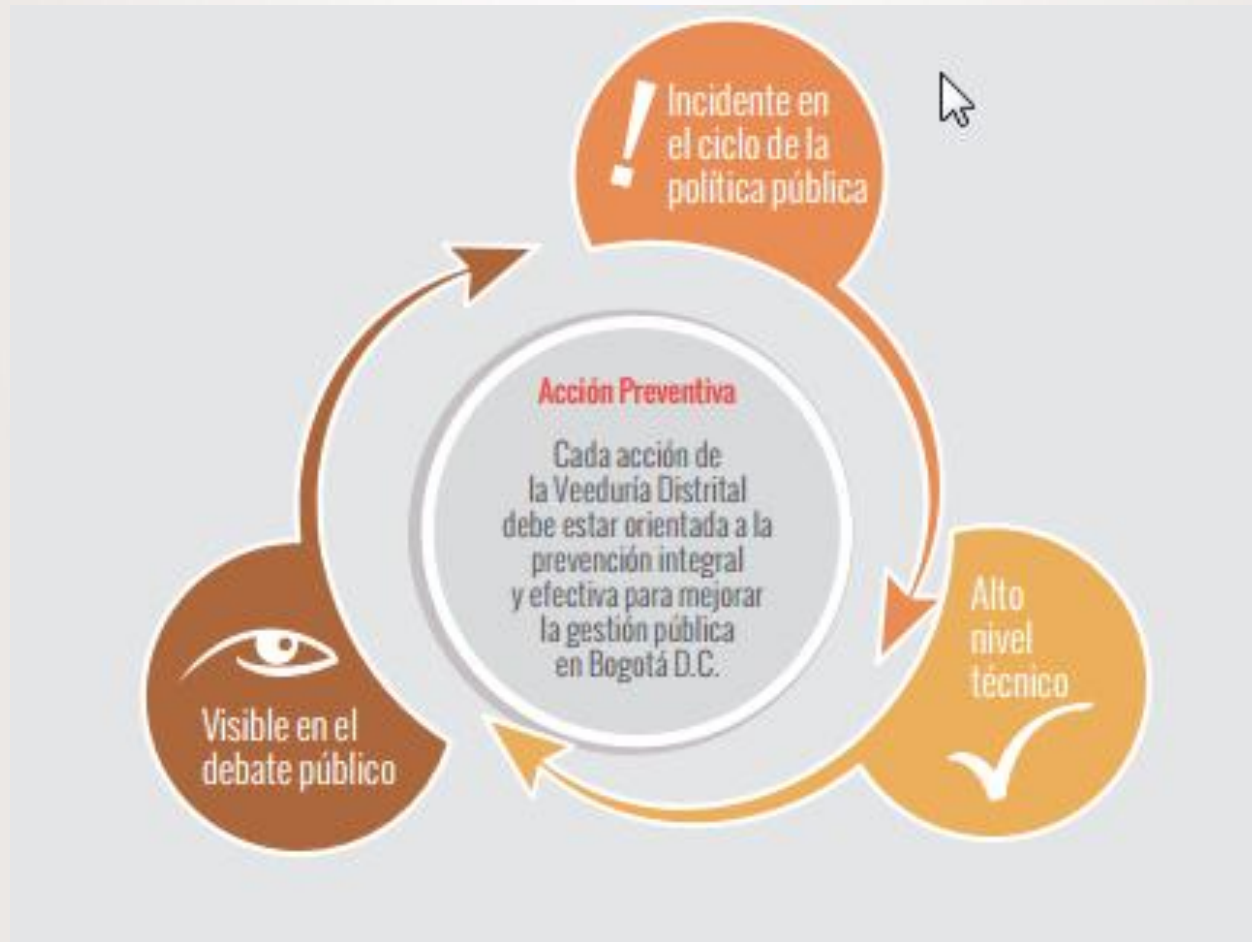 Incidente en
el ciclo de la
política pública
Acción Preventiva
Cada acción de
la Veeduría Distrital
debe estar orientada a la
prevención integral
y efectiva para mejorar
la gestión pública
en Bogotá D.C.
Alto
nivel
técnico
Visible en el
debate público